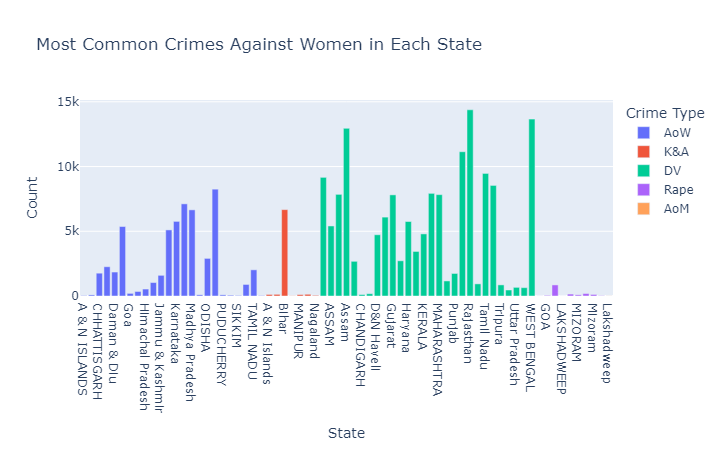 Most Common Crimes Against Women in Each State
Crime Type
AoW
K&A
DV
Rape
AoM
Count
15k
10k
5k
0
A & N ISLANDS
CHHATTISGARH
Daman & Diu
Goa
Himachal Pradesh
Jammu & Kashmir
Karnataka
Madhya Pradesh
ODISHA
PUDUCHERRY
SIKKIM
TAMIL NADU
A & N Islands
Bihar
MANIPUR
Nagaland
ASSAM
Assam
CHANDIGARH
D&N Haveli
Gujarat
Haryana
KERALA
MAHARASHTRA
Punjab
Rajasthan
Tamil Nadu
Tripura
Uttar Pradesh
WEST BENGAL
GOA
LAKSHADWEEP
MIZORAM
Mizoram
Lakshadweep
State